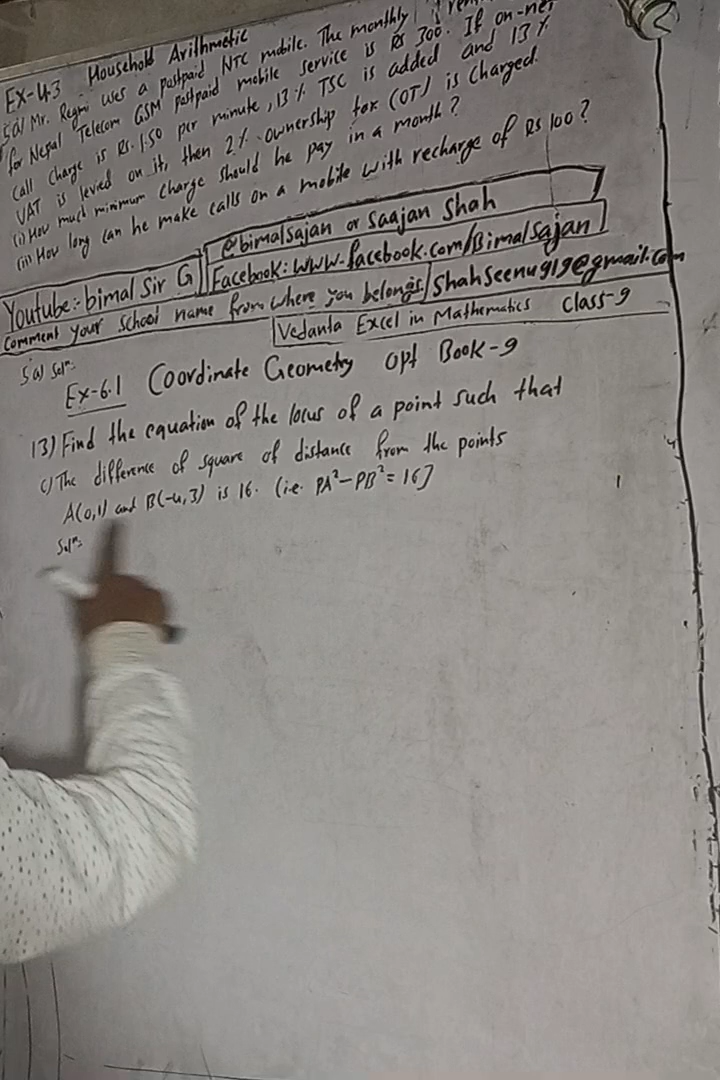 EX-4.3 Household Arithmetic
5.a) Mr. Regmi uses a postpaid NTC mobile. The monthly
for Nepal Telecom GSM postpaid mobile service is Rs 300. If on-net
call charge is Rs. 1.50 per minute, 13% TSC is added and 13%
VAT is levied on it, then 2% ownership tax (OT) is charged.
(i) How much minimum charge should he pay in a month?
(ii) How long can he make calls on a mobile with recharge of Rs 100?
@bimalsajan or saajan shah
Youtube:- bimal Sir G
Facebook: www.facebook.com/Bimalsajan
Comment your school name from where you belongs.
shahseenu919@gmail.com
Vedanta Excel in Mathematics class-9
5.a) Solⁿ:
Ex-6.1 Coordinate Geometry opt Book-9
13) Find the equation of the locus of a point such that
c) The difference of square of distance from the points
A(0,1) and B(-4,3) is 16. (i.e. PA²-PB² = 16]
Solⁿ: